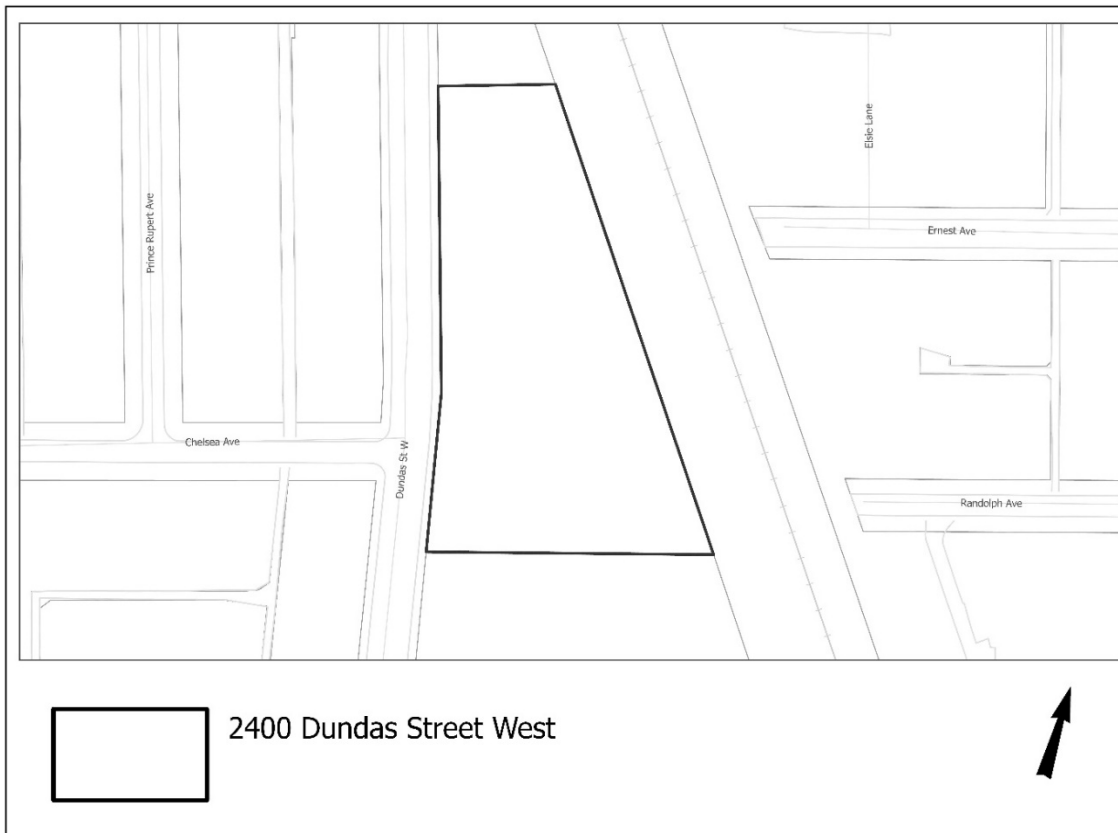 Elsie Lane
Prince Rupert Ave
Ernest Ave
Chelsea Ave
Dundas St W
Randolph Ave
2400 Dundas Street West